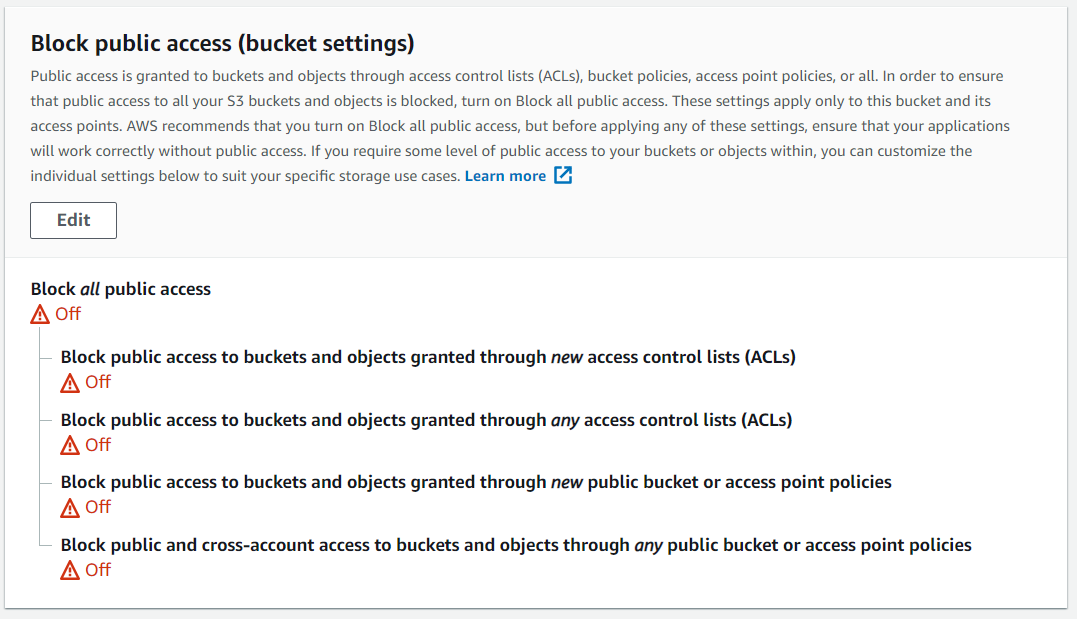 Block public access (bucket settings)
Public access is granted to buckets and objects through access control lists (ACLs), bucket policies, access point policies, or all. In order to ensure
that public access to all your S3 buckets and objects is blocked, turn on Block all public access. These settings apply only to this bucket and its
access points. AWS recommends that you turn on Block all public access, but before applying any of these settings, ensure that your applications
will work correctly without public access. If you require some level of public access to your buckets or objects within, you can customize the
individual settings below to suit your specific storage use cases. Learn more
Edit
Block all public access
Off
Block public access to buckets and objects granted through new access control lists (ACLs)
Off
Block public access to buckets and objects granted through any access control lists (ACLs)
Off
Block public access to buckets and objects granted through new public bucket or access point policies
Off
Block public and cross-account access to buckets and objects through any public bucket or access point policies
Off